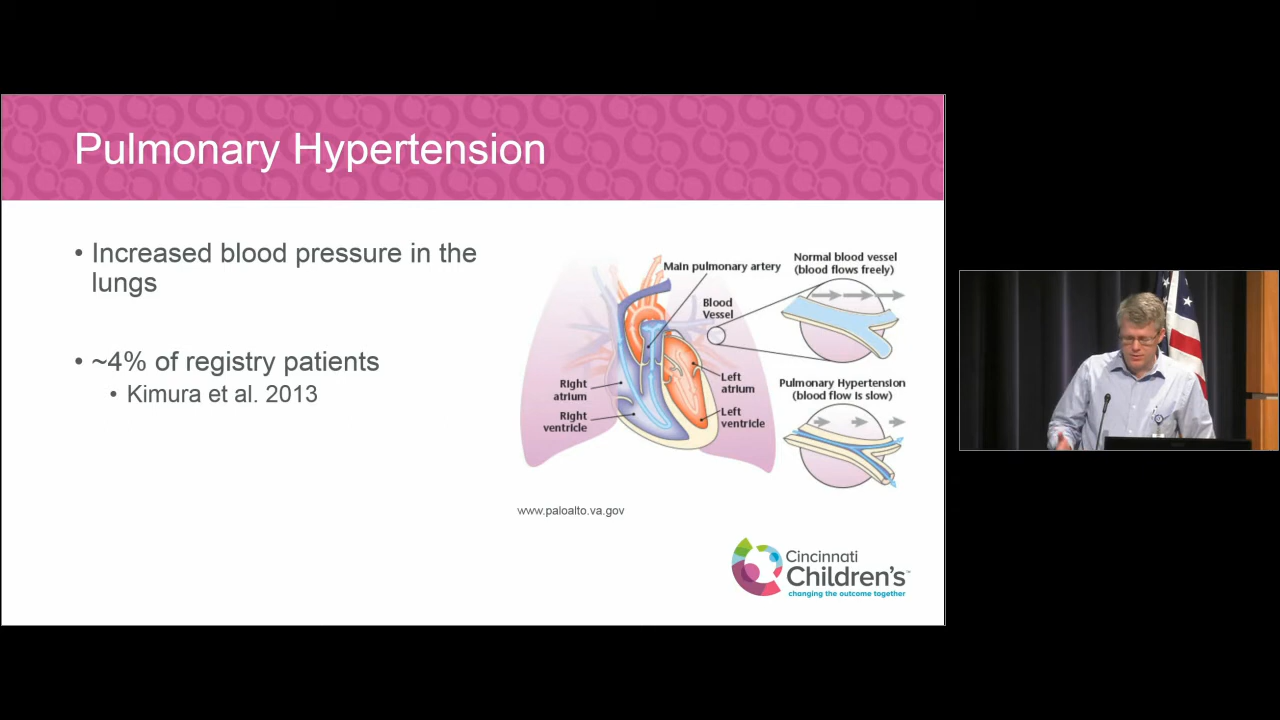 Pulmonary Hypertension
• Increased blood pressure in the
lungs
• ~4% of registry patients
• Kimura et al. 2013
Main pulmonary artery
Normal blood vessel
(blood flows freely)
Blood
Vessel
Right
atrium
Right
ventricle
Left
atrium
Left
ventricle
Pulmonary Hypertension
(blood flow is slow)
www.paloalto.va.gov
Cincinnati
Children's™
changing the outcome together